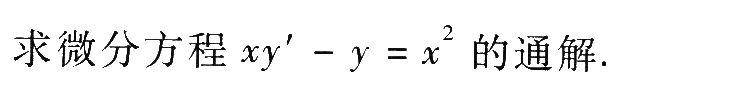 求微分方程 xy′ − y = x² 的通解.